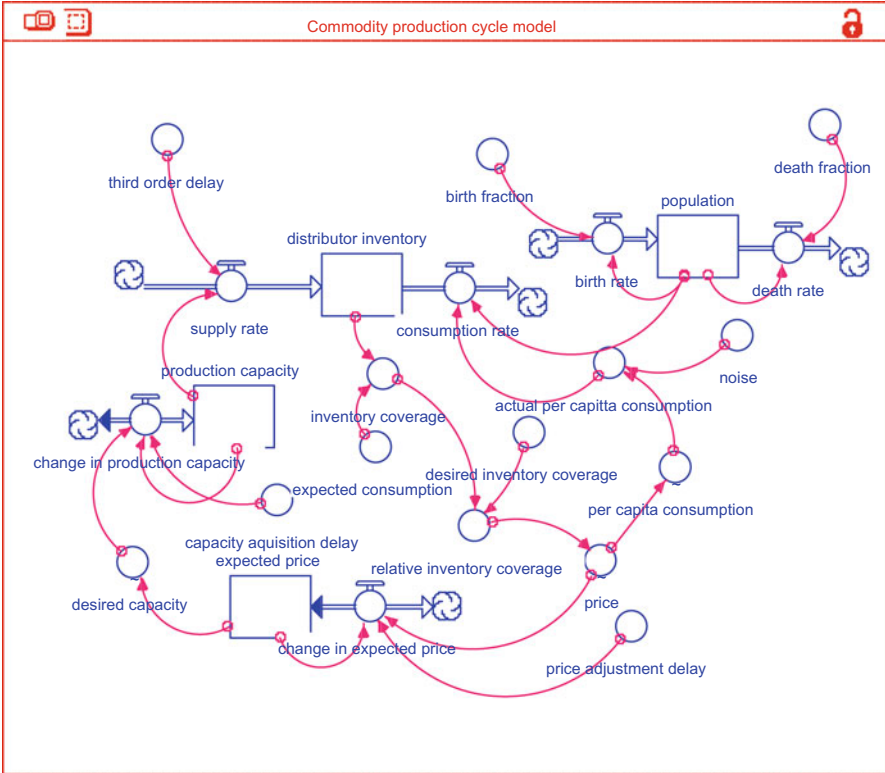 Commodity production cycle model
death fraction
third order delay
birth fraction
population
distributor inventory
birth rate
death rate
supply rate
consumption rate
production capacity
noise
inventory coverage
actual per capitta consumption
change in production capacity
desired inventory coverage
expected consumption
per capita consumption
capacity aquisition delay
expected price
relative inventory coverage
desired capacity
price
change in expected price
price adjustment delay
~
~
~